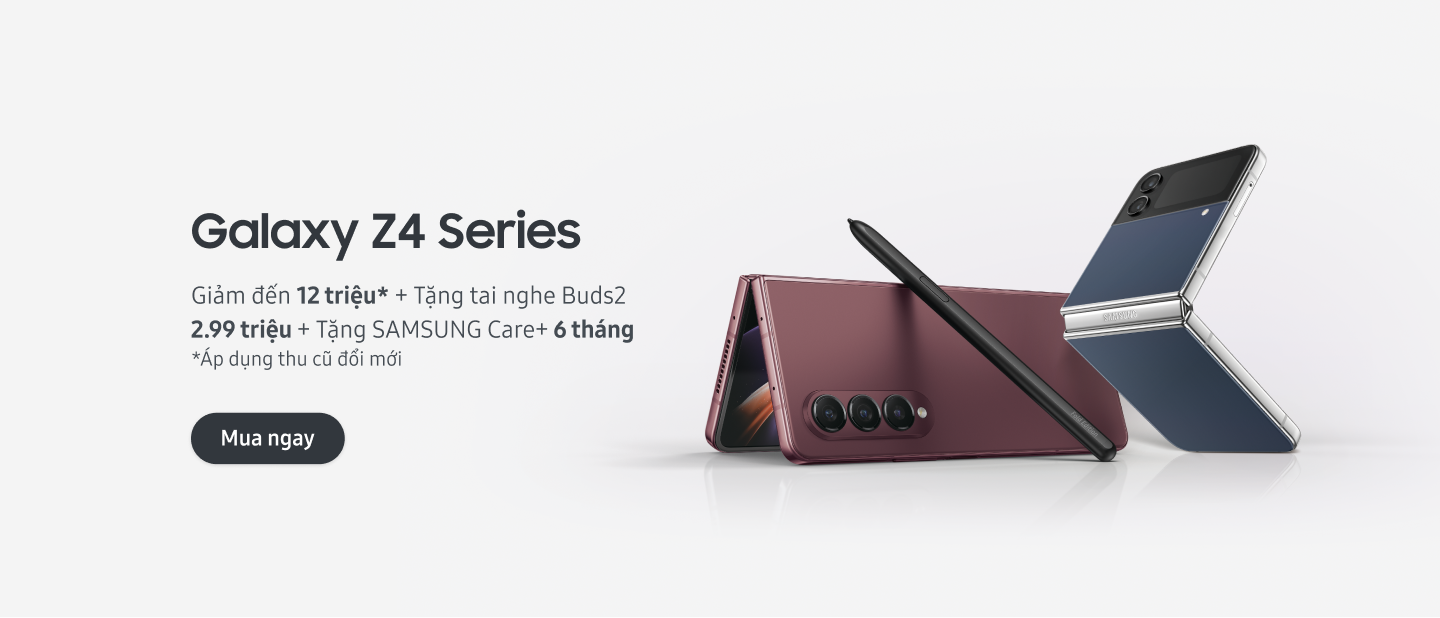 Galaxy Z4 Series
Giảm đến 12 triệu* + Tặng tai nghe Buds2
2.99 triệu + Tặng SAMSUNG Care+ 6 tháng
*Áp dụng thu cũ đổi mới
Mua ngay
SAMSUNG